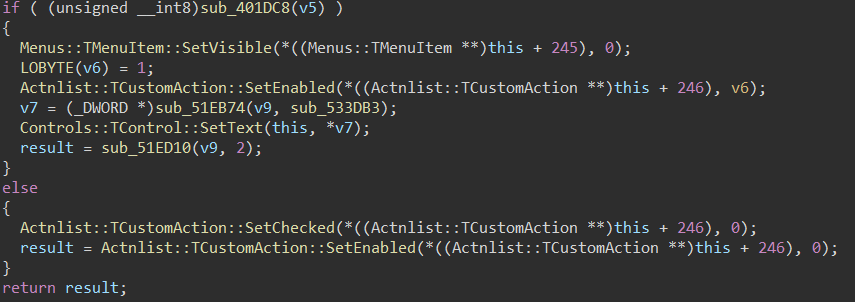 if ( (unsigned __int8)sub_401DC8(v5) )
{
  Menus::TMenuItem::SetVisible(*((Menus::TMenuItem **)this + 245), 0);
  LOBYTE(v6) = 1;
  Actnlist::TCustomAction::SetEnabled(*((Actnlist::TCustomAction **)this + 246), v6);
  v7 = (_DWORD *)sub_51EB74(v9, sub_533DB3);
  Controls::TControl::SetText(this, *v7);
  result = sub_51ED10(v9, 2);
}
else
{
  Actnlist::TCustomAction::SetChecked(*((Actnlist::TCustomAction **)this + 246), 0);
  result = Actnlist::TCustomAction::SetEnabled(*((Actnlist::TCustomAction **)this + 246), 0);
}
return result;